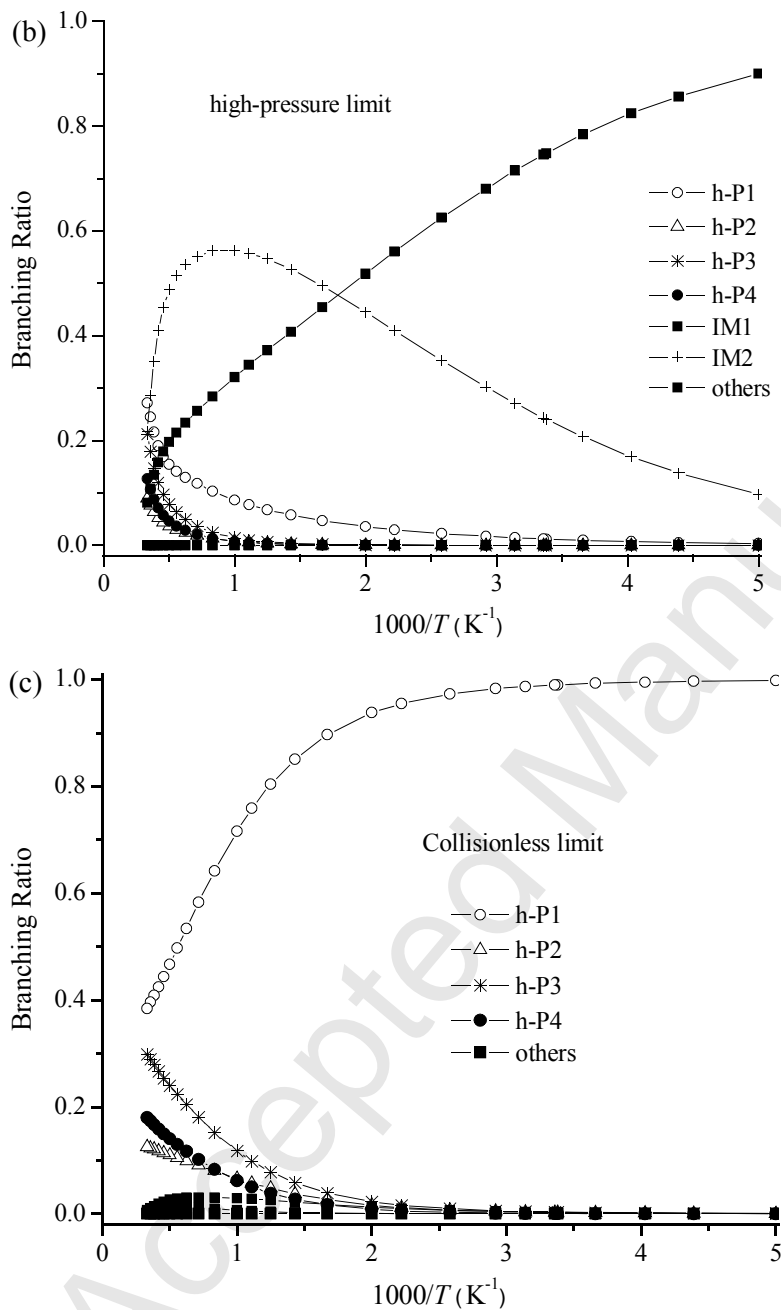 (b)
1.0
0.8
0.6
0.4
0.2
0.0
Branching Ratio
high-pressure limit
h-P1
h-P2
h-P3
h-P4
IM1
IM2
others
0 1 2 3 4 5
1000/T (K⁻¹)
(c)
1.0
0.8
0.6
0.4
0.2
0.0
Branching Ratio
Collisionless limit
h-P1
h-P2
h-P3
h-P4
others
0 1 2 3 4 5
1000/T (K⁻¹)
Accepted Manu